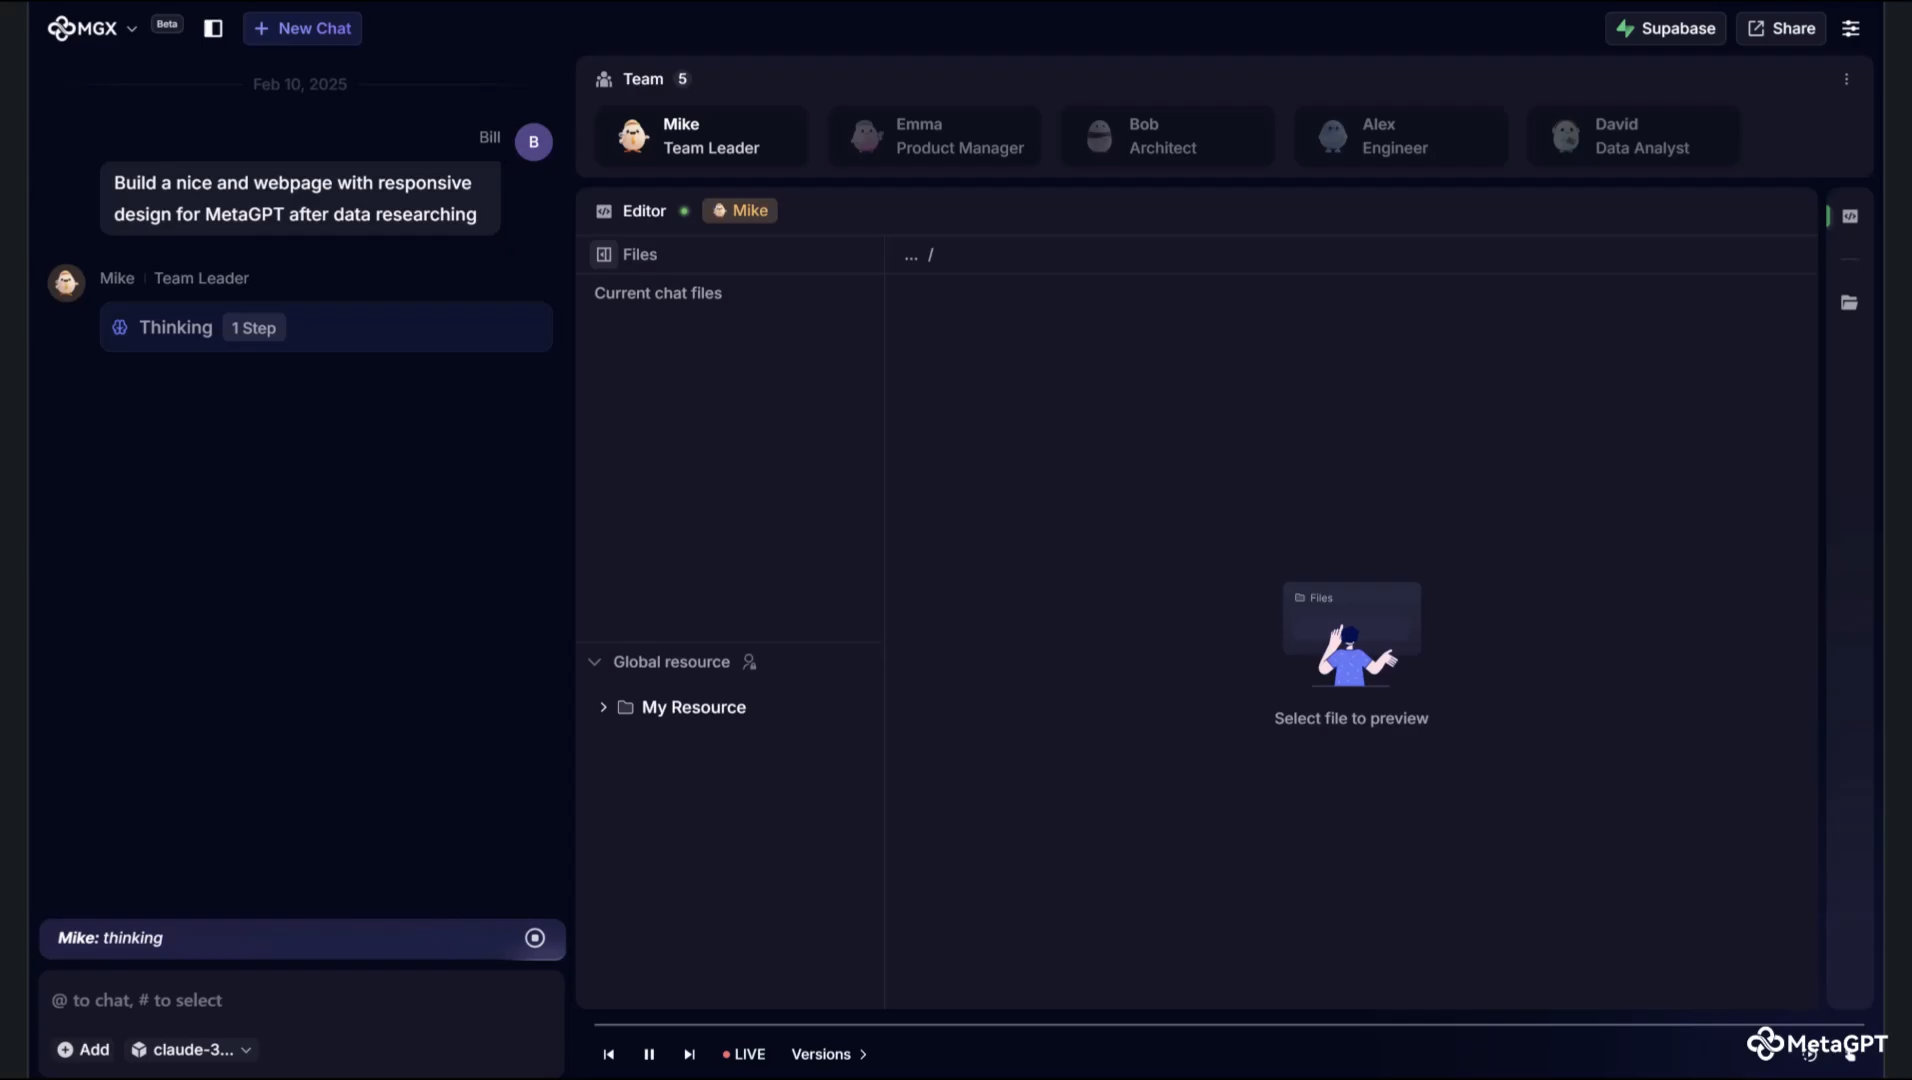 MGX
Beta
New Chat
Supabase
Share
Feb 10, 2025
Bill
B
Build a nice and webpage with responsive
design for MetaGPT after data researching
Mike
Team Leader
Thinking
1 Step
Mike: thinking
@ to chat, # to select
Add
claude-3...
Team 5
Mike
Team Leader
Emma
Product Manager
Bob
Architect
Alex
Engineer
David
Data Analyst
Editor
Mike
Files
... /
Current chat files
Global resource
My Resource
Files
Select file to preview
LIVE
Versions
MetaGPT